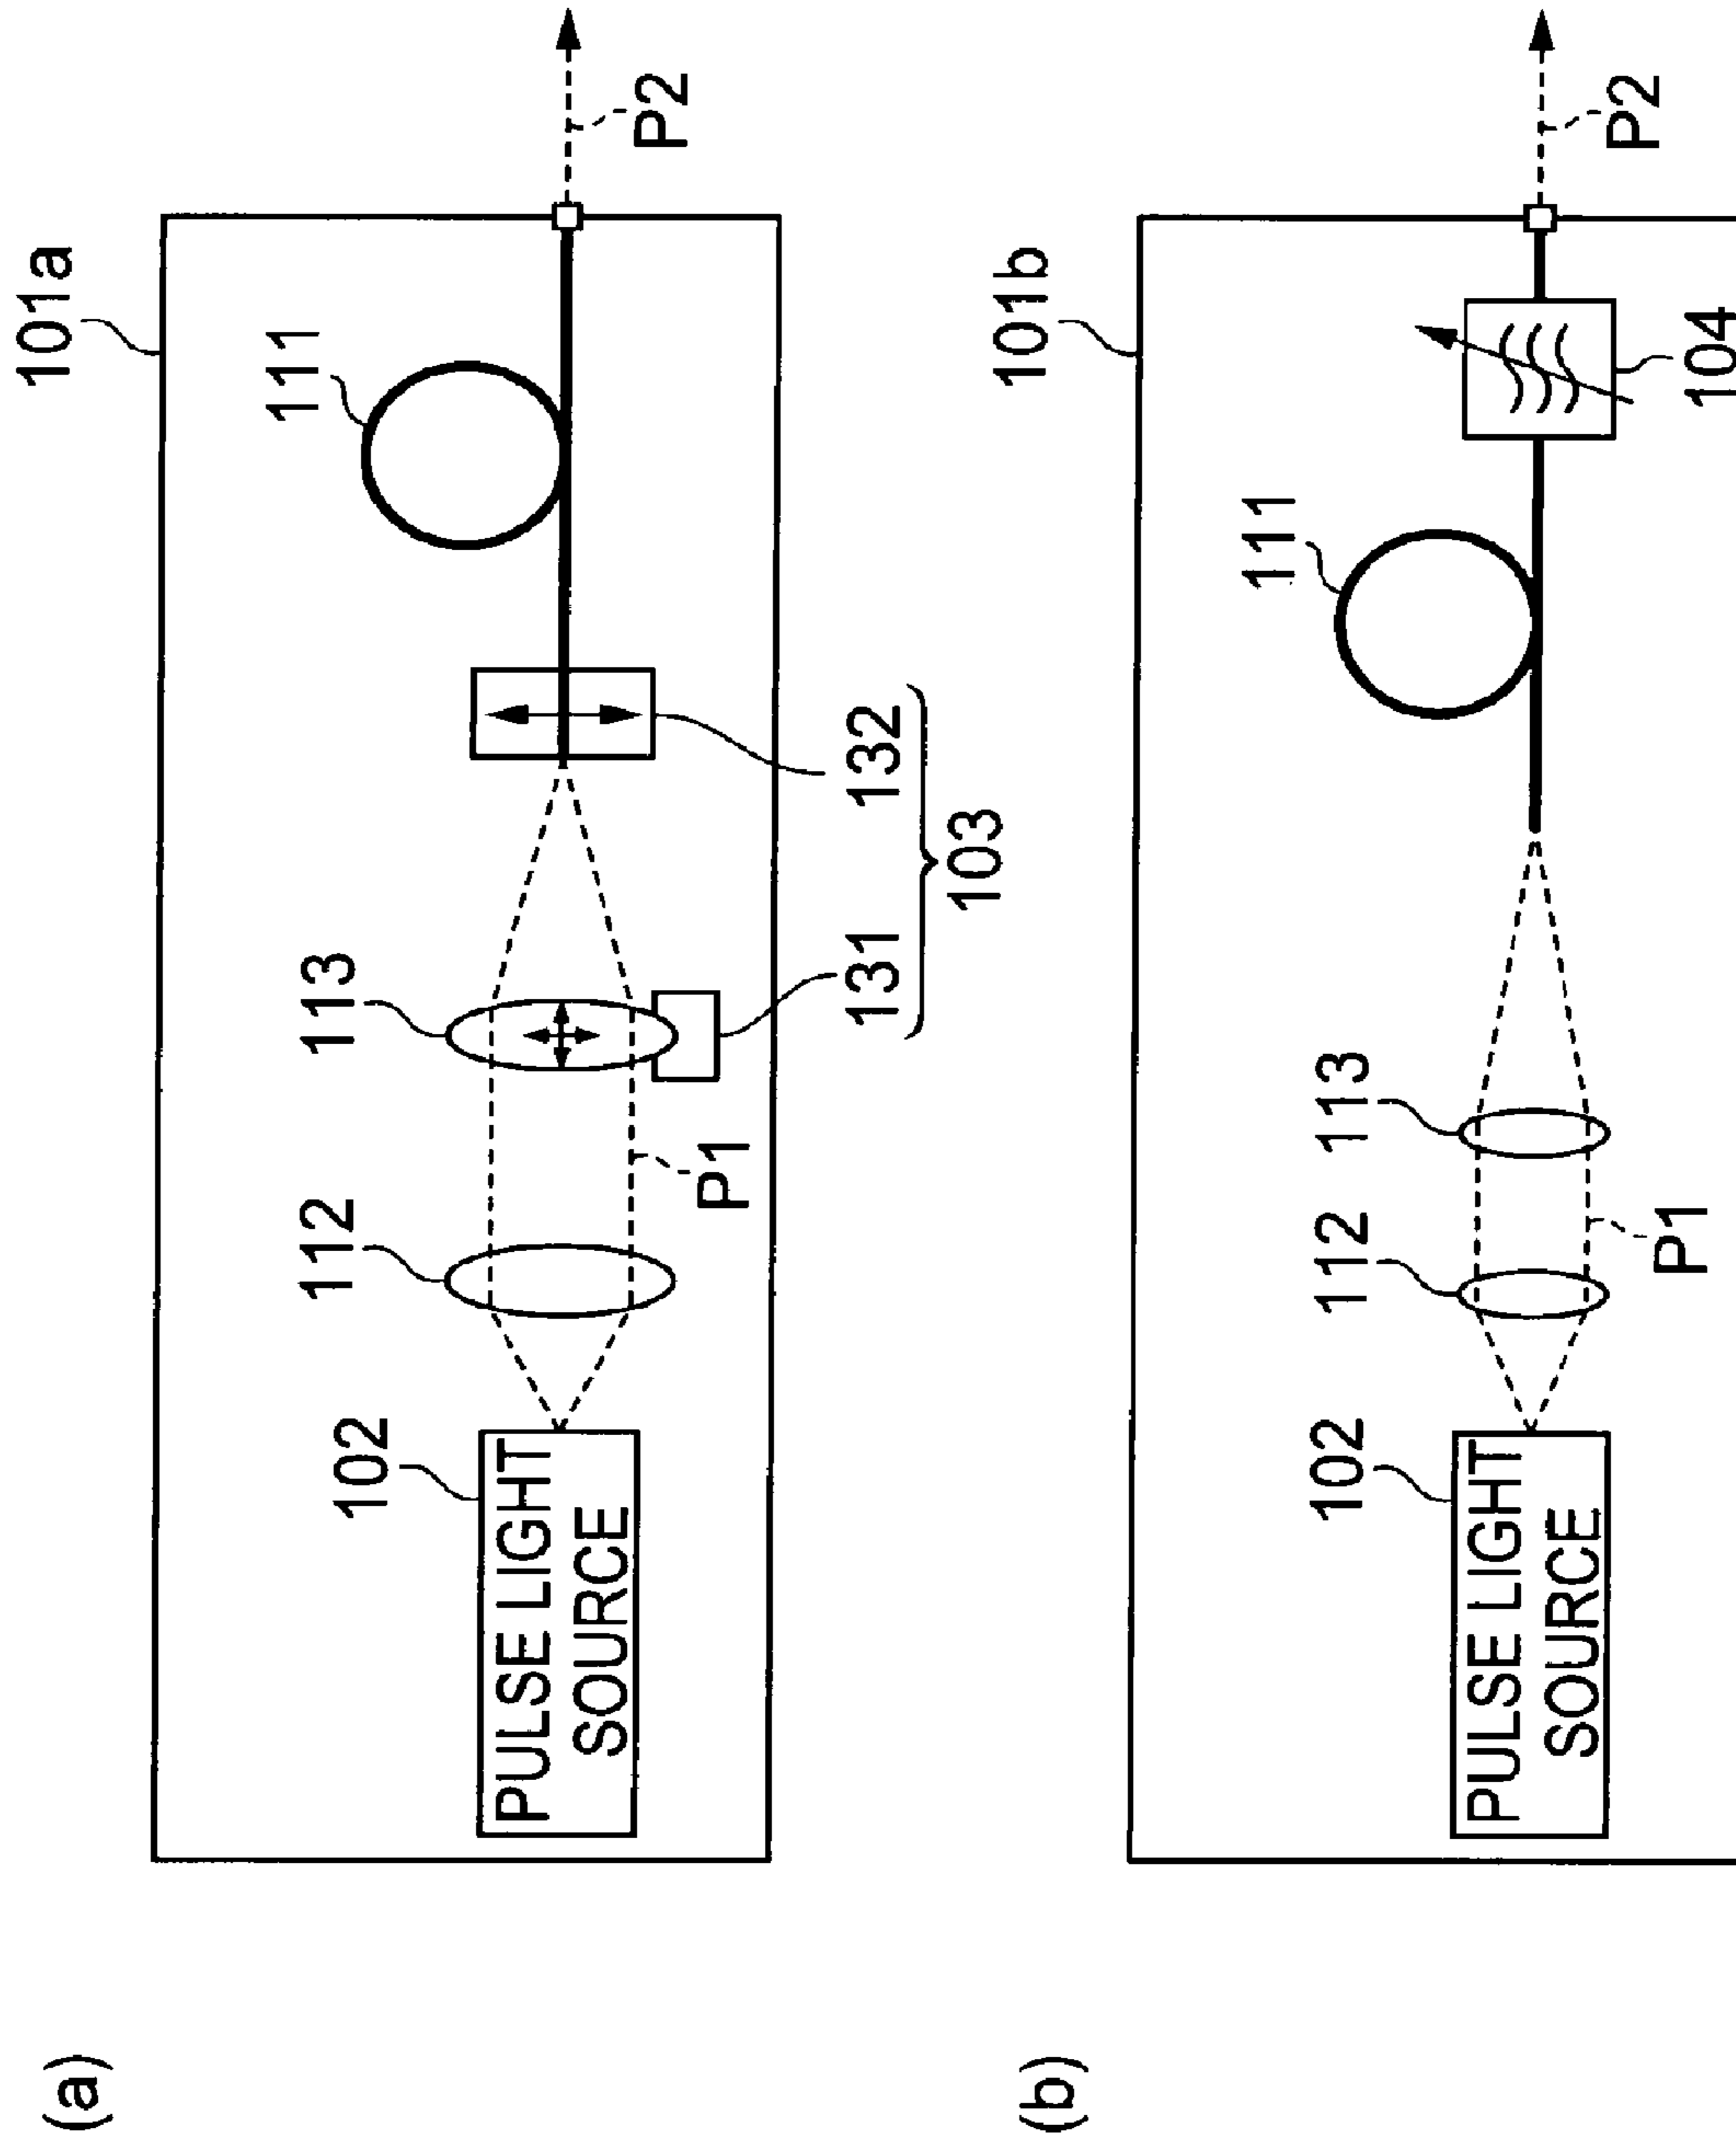 (a)
101a
111
102
PULSE LIGHT
SOURCE
112
113
P1
131
132
103
P2
(b)
101b
111
102
PULSE LIGHT
SOURCE
112
113
P1
104
P2